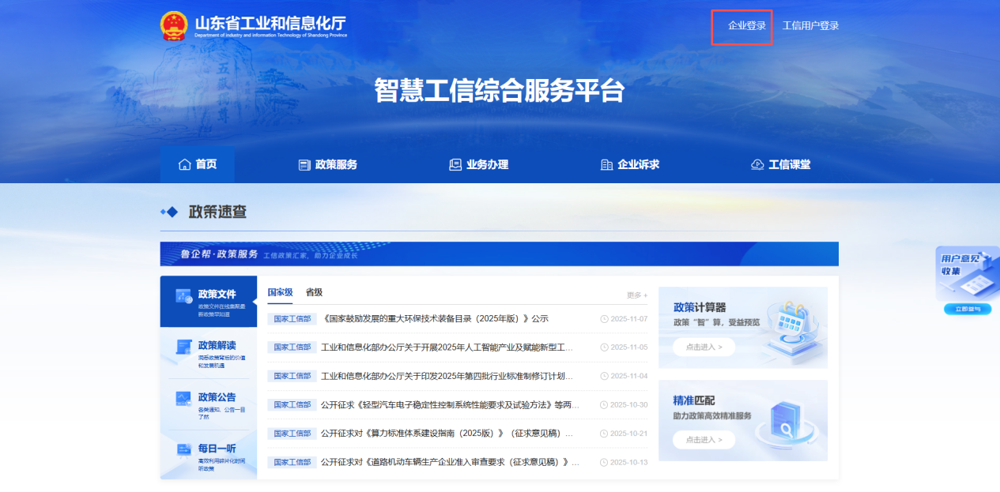 山东省工业和信息化厅
Department of Industry and Information Technology of Shandong Province
企业登录
工信用户登录
智慧工信综合服务平台
首页
政策服务
业务办理
企业诉求
工信课堂
政策速查
鲁企帮·政策服务 工信政策汇家,助力企业成长
政策文件
政策文件在线查阅最
新政策早知道
政策解读
洞悉政策背后的价值
和发展机遇
政策公告
各类通知、公告一目
了然
每日一听
高效利用碎片化时间
听政策
国家级
省级
更多 +
国家工信部 《国家鼓励发展的重大环保技术装备目录(2025年版)》公示 2025-11-07
国家工信部 工业和信息化部办公厅关于开展2025年人工智能产业及赋能新型工... 2025-11-05
国家工信部 工业和信息化部办公厅关于印发2025年第四批行业标准制修订计划... 2025-11-04
国家工信部 公开征求《轻型汽车电子稳定性控制系统性能要求及试验方法》等两... 2025-10-30
国家工信部 公开征求对《算力标准体系建设指南(2025版)》(征求意见稿)... 2025-10-21
国家工信部 公开征求对《道路机动车辆生产企业准入审查要求(征求意见稿)》... 2025-10-13
政策计算器
政策“智”算,受益预览
点击进入 >
精准匹配
助力政策高效精准服务
点击进入 >
用户意见
收集
立即参与